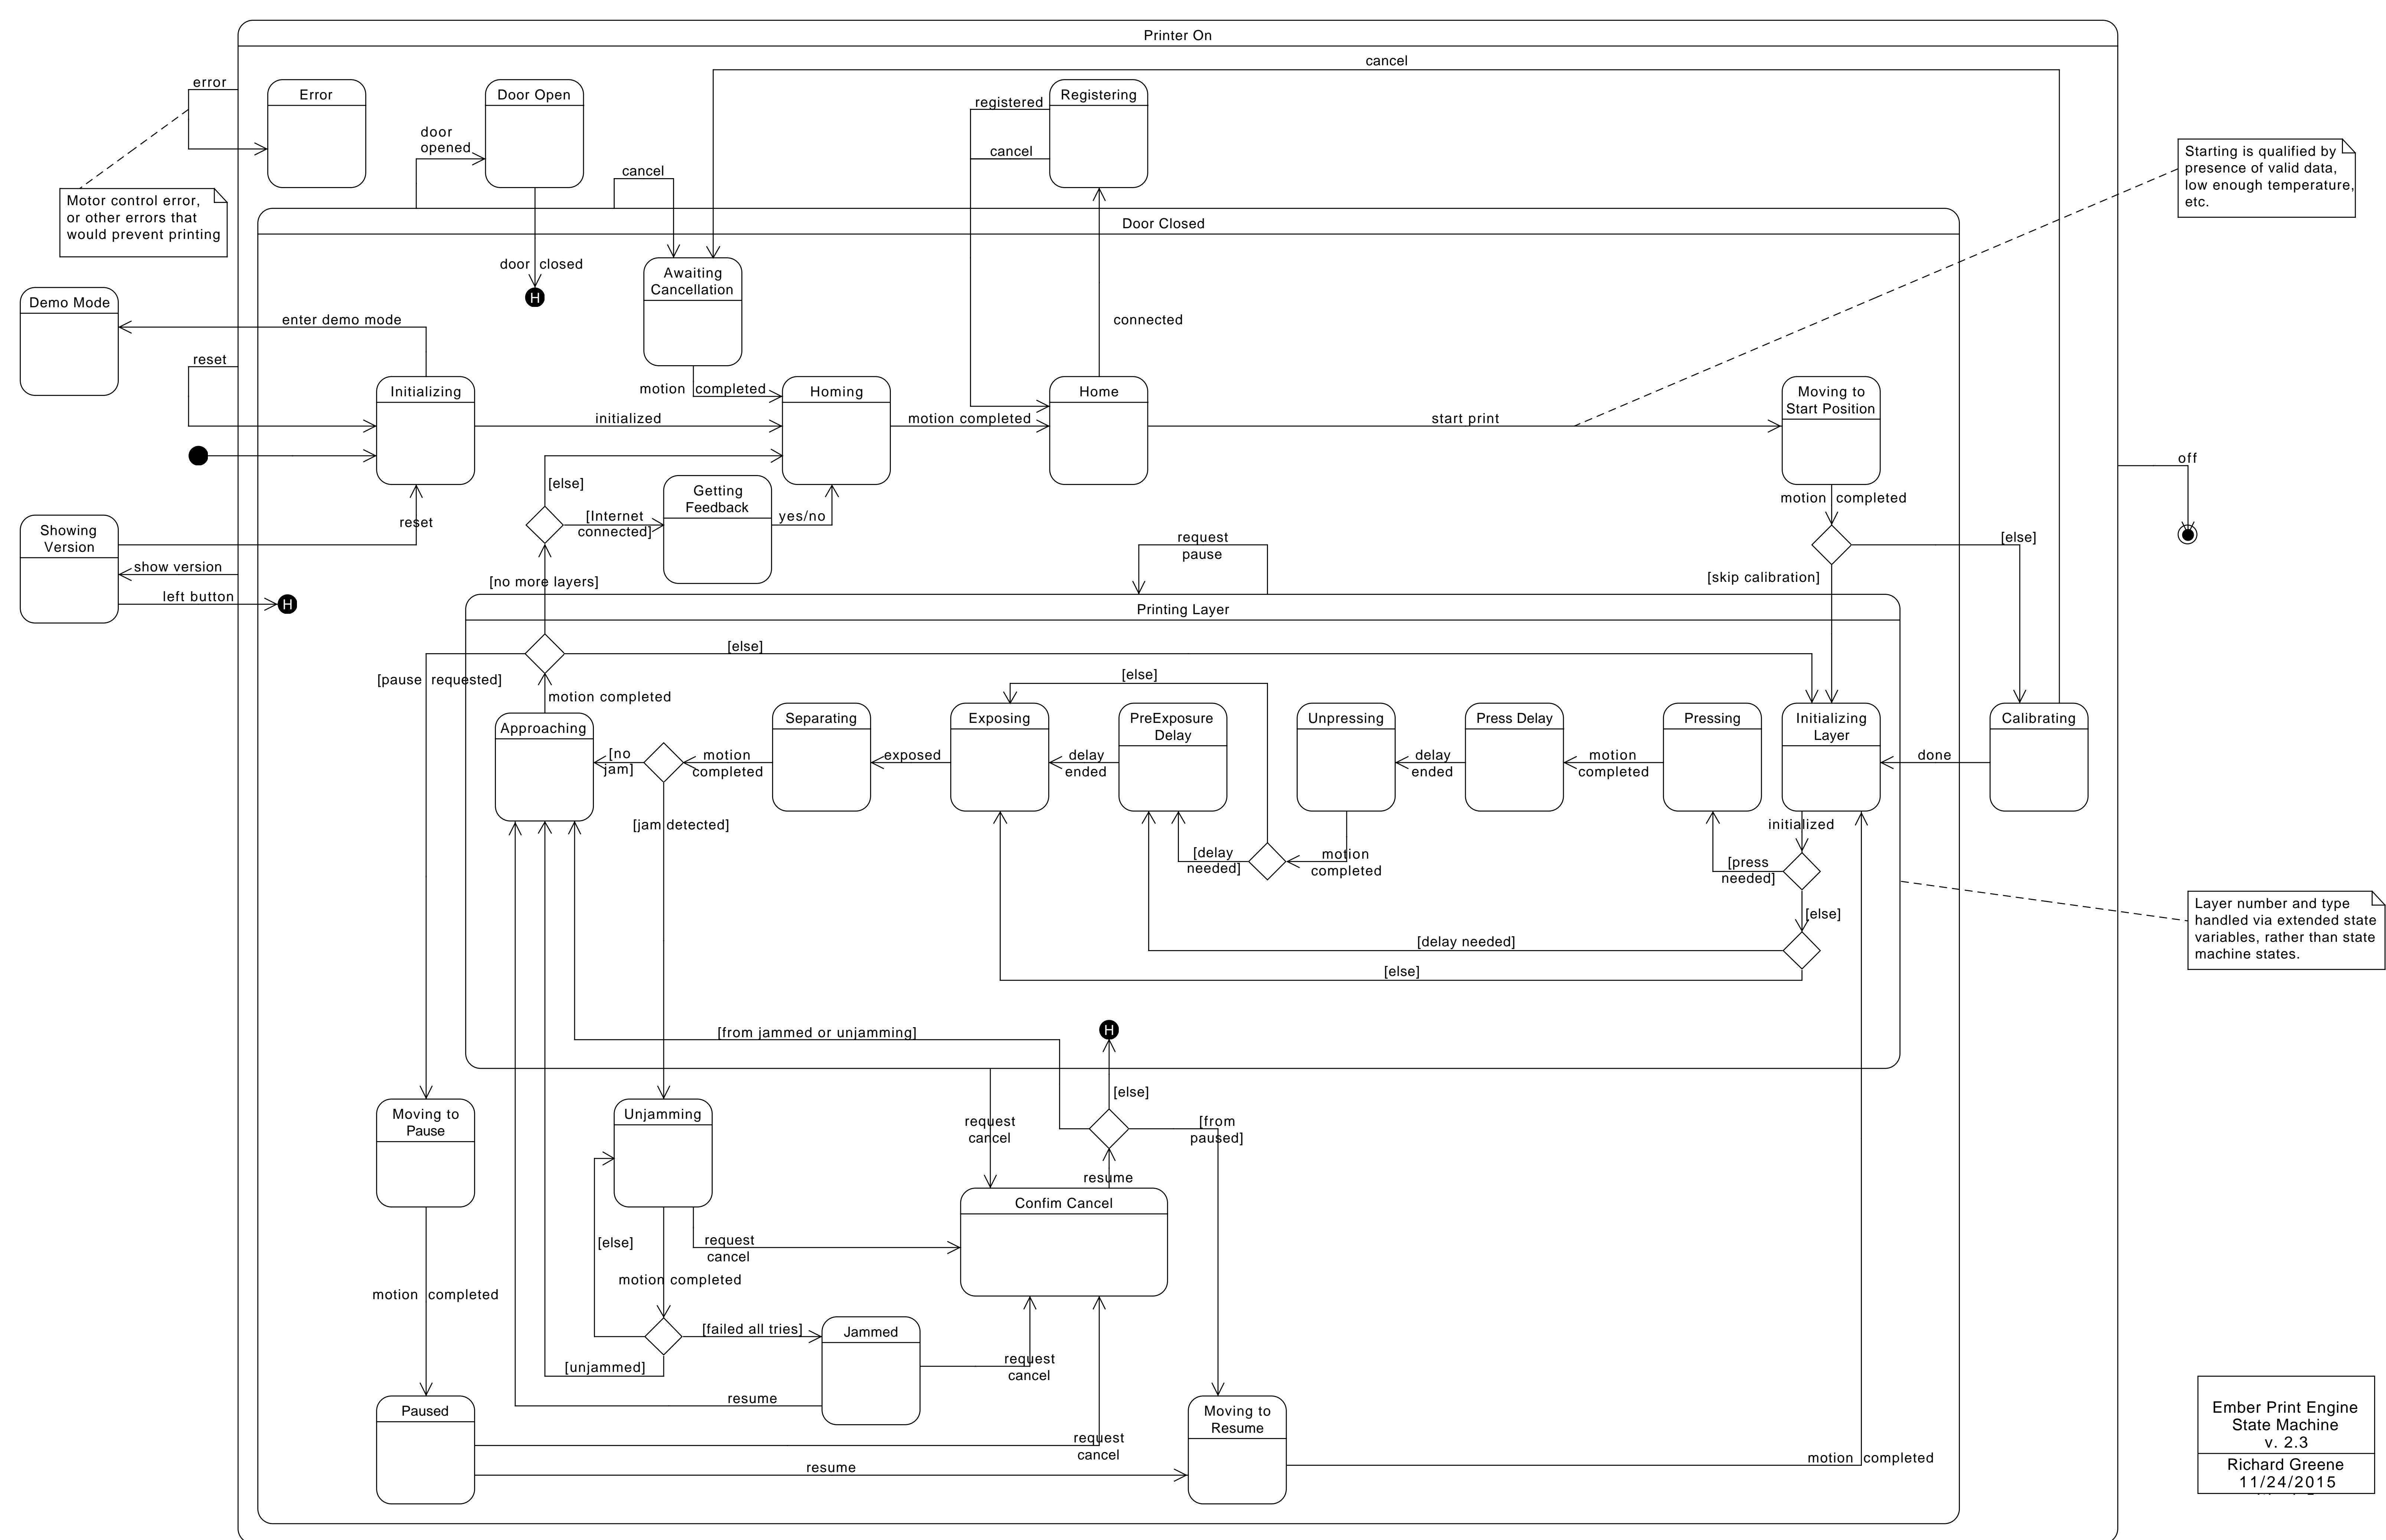 Printer On
cancel
error
Error
Door Open
Registering
registered
door
opened
cancel
cancel
Starting is qualified by
presence of valid data,
low enough temperature,
etc.
Motor control error,
or other errors that
would prevent printing
Door Closed
door closed
H
Awaiting
Cancellation
Demo Mode
enter demo mode
connected
reset
Initializing
motion completed
Homing
Home
Moving to
Start Position
initialized
motion completed
start print
off
[else]
Getting
Feedback
[Internet
connected]
yes/no
motion completed
reset
Showing
Version
request
pause
[else]
show version
[no more layers]
[skip calibration]
left button
H
Printing Layer
[else]
[pause requested]
motion completed
[else]
Approaching
Separating
Exposing
PreExposure
Delay
Unpressing
Press Delay
Pressing
Initializing
Layer
Calibrating
[no
jam]
motion
completed
exposed
delay
ended
delay
ended
motion
completed
done
[jam detected]
initialized
[delay
needed]
motion
completed
[press
needed]
[else]
Layer number and type
handled via extended state
variables, rather than state
machine states.
[delay needed]
[else]
[from jammed or unjamming]
H
[else]
Moving to
Pause
Unjamming
request
cancel
[from
paused]
resume
Confim Cancel
[else]
request
cancel
motion completed
motion completed
[failed all tries]
Jammed
[unjammed]
request
cancel
resume
Paused
Moving to
Resume
request
cancel
resume
motion completed
Ember Print Engine
State Machine
v. 2.3
Richard Greene
11/24/2015